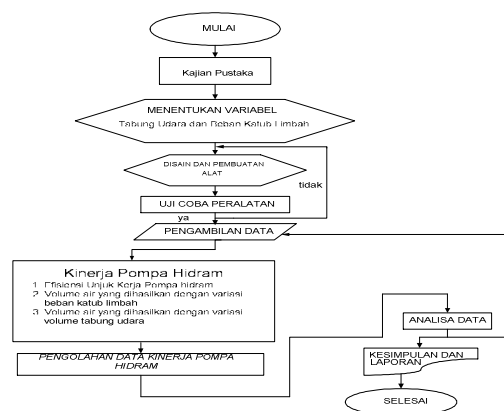 MULAI
Kajian Pustaka
MENENTUKAN VARIABEL
Tabung Udara dan Beban Katub Limbah
DISAIN DAN PEMBUATAN
ALAT
tidak
UJI COBA PERALATAN
ya
PENGAMBILAN DATA
Kinerja Pompa Hidram
1 Efisiensi Unjuk Kerja Pompa hidram
2 Volume air yang dihasilkan dengan variasi
beban katub limbah
3 Volume air yang dihasilkan dengan variasi
volume tabung udara
PENGOLAHAN DATA KINERJA POMPA
HIDRAM
ANALISA DATA
KESIMPULAN DAN
LAPORAN
SELESAI